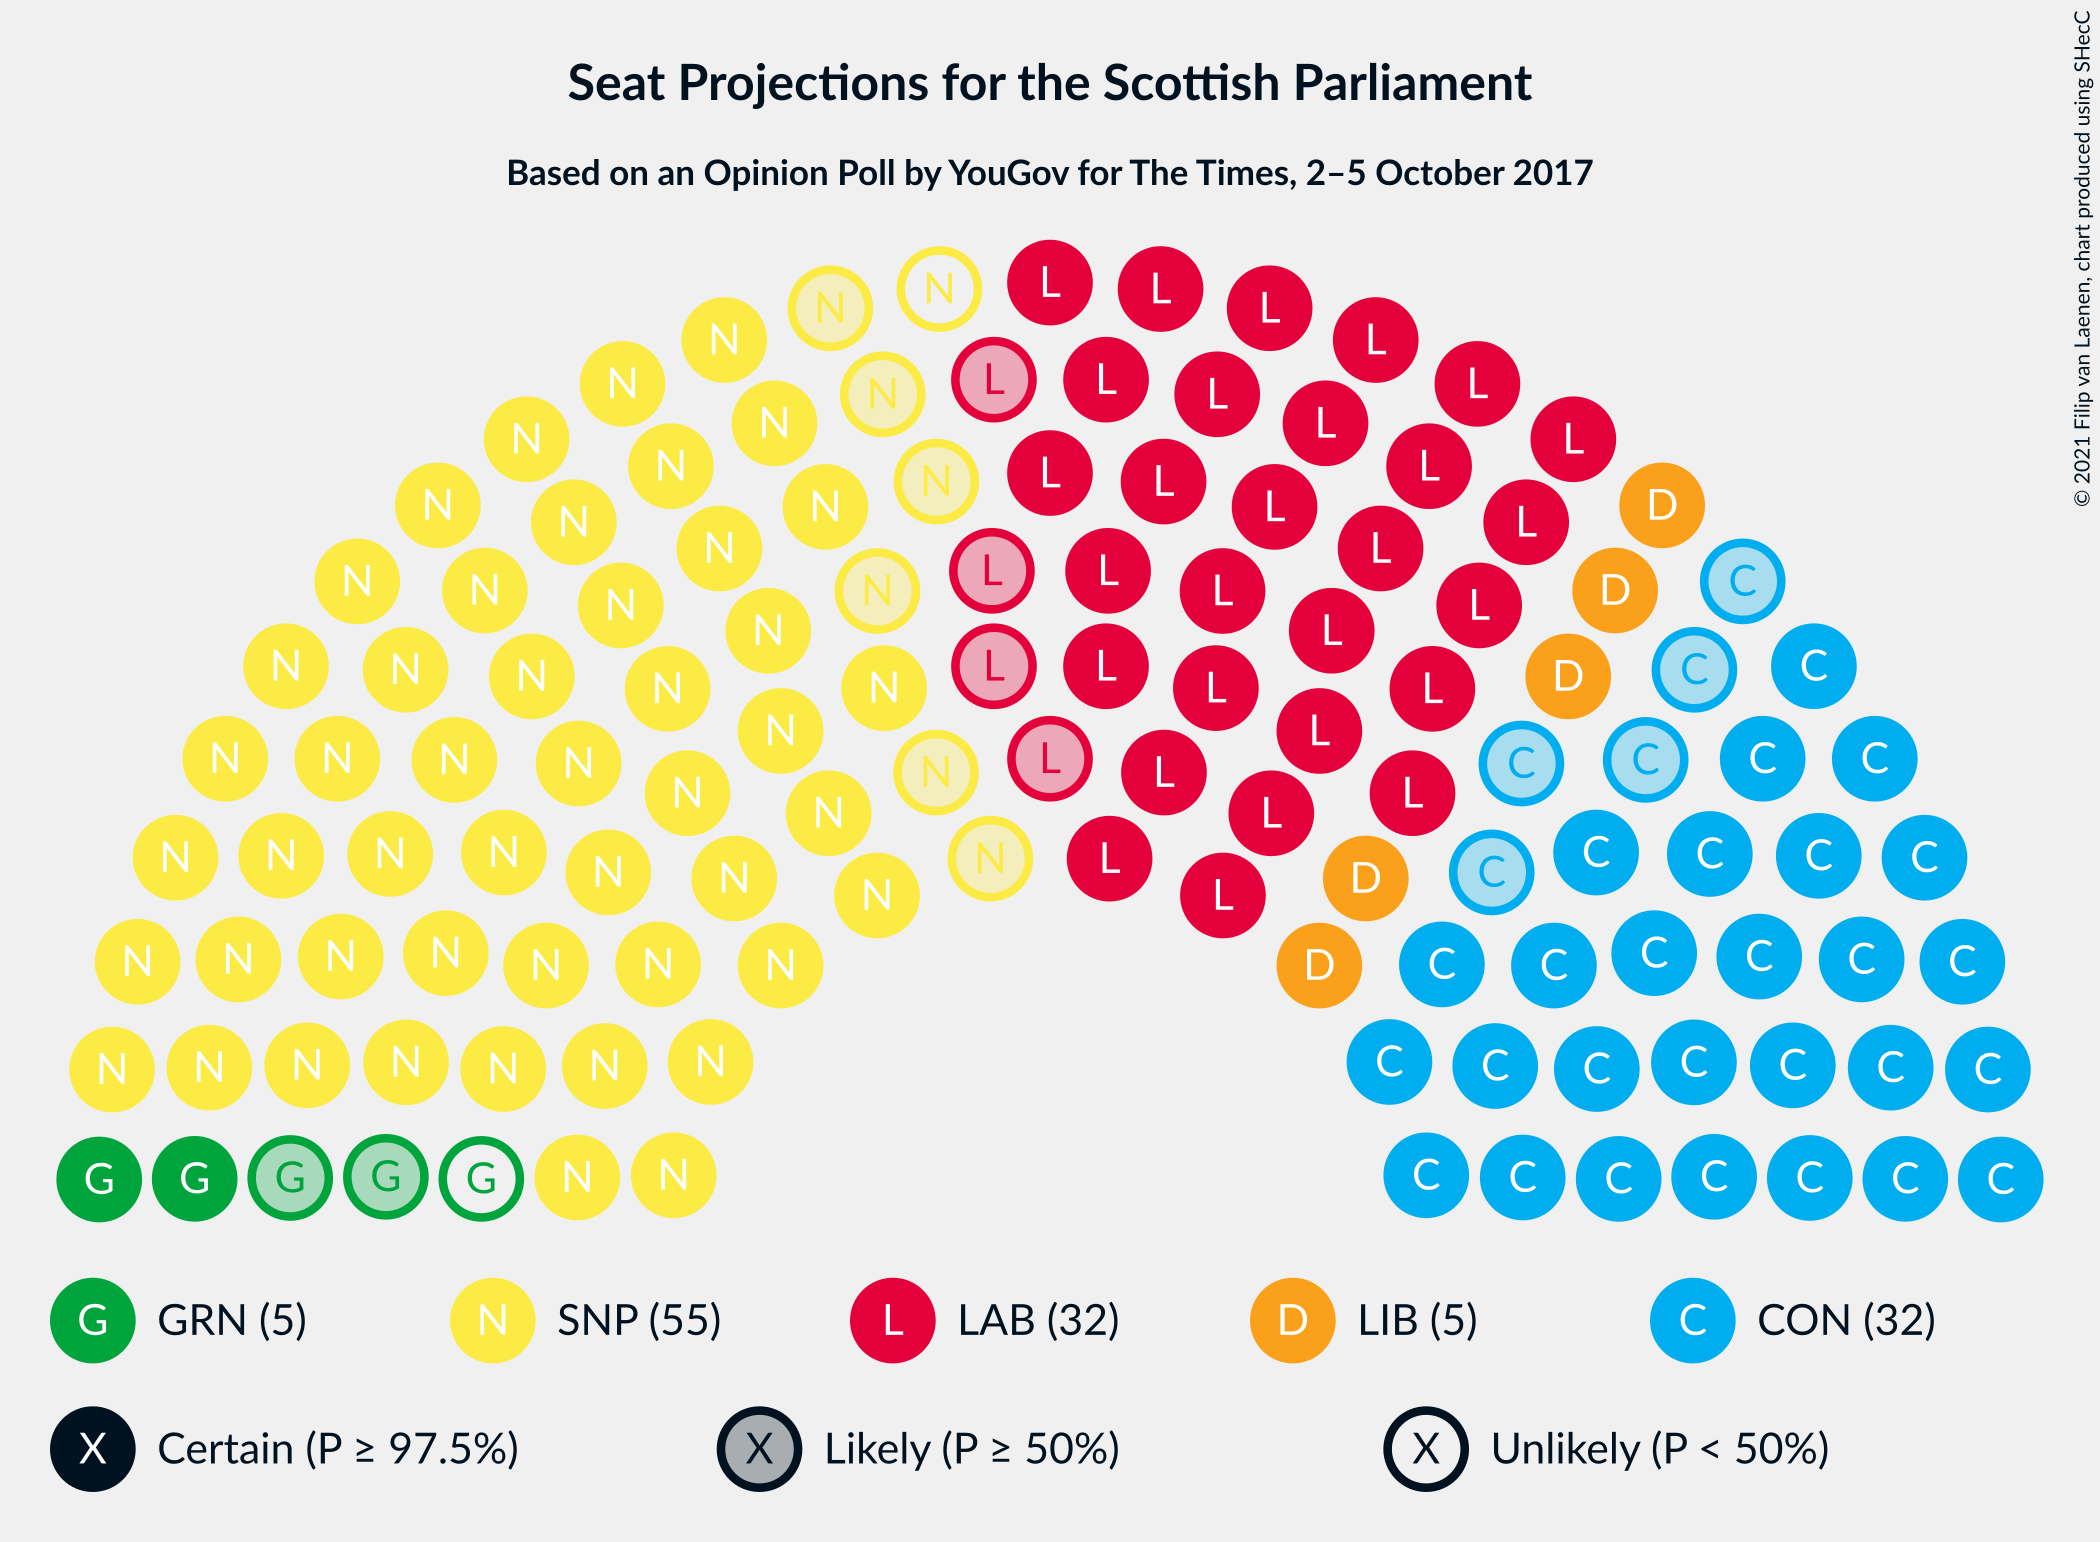 Seat Projections for the Scottish Parliament
Based on an Opinion Poll by YouGov for The Times, 2–5 October 2017
© 2021 Filip van Laenen, chart produced using SHecC
N L L
N L
N L
N L L L
N L
N L
N L
N N L L L
N N L D
N L
N L
N L L C
N N L D
N L
N L
N N N L L D C C
N N L L
N L
N N N N N L L C C C C
N L
N L
N N N N N L C C C C
N N N L D C
N N N N N N N D C C C C C C
N N N N N N N C C C C C C C
G G G G G N N C C C C C C C
G GRN (5) N SNP (55) L LAB (32) D LIB (5) C CON (32)
X Certain (P ≥ 97.5%) X Likely (P ≥ 50%) X Unlikely (P < 50%)